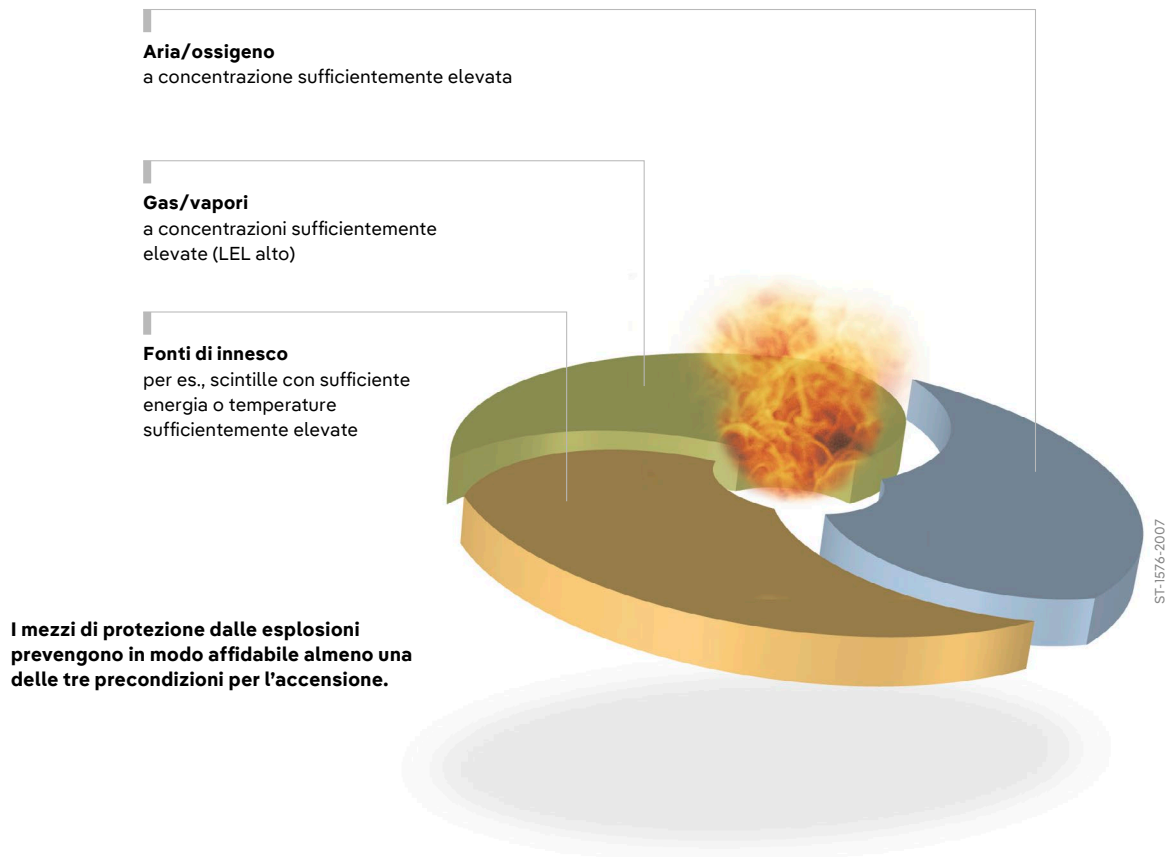 Aria/ossigeno
a concentrazione sufficientemente elevata
Gas/vapori
a concentrazioni sufficientemente
elevate (LEL alto)
Fonti di innesco
per es., scintille con sufficiente
energia o temperature
sufficientemente elevate
I mezzi di protezione dalle esplosioni
prevengono in modo affidabile almeno una
delle tre precondizioni per l’accensione.
ST-1576-2007